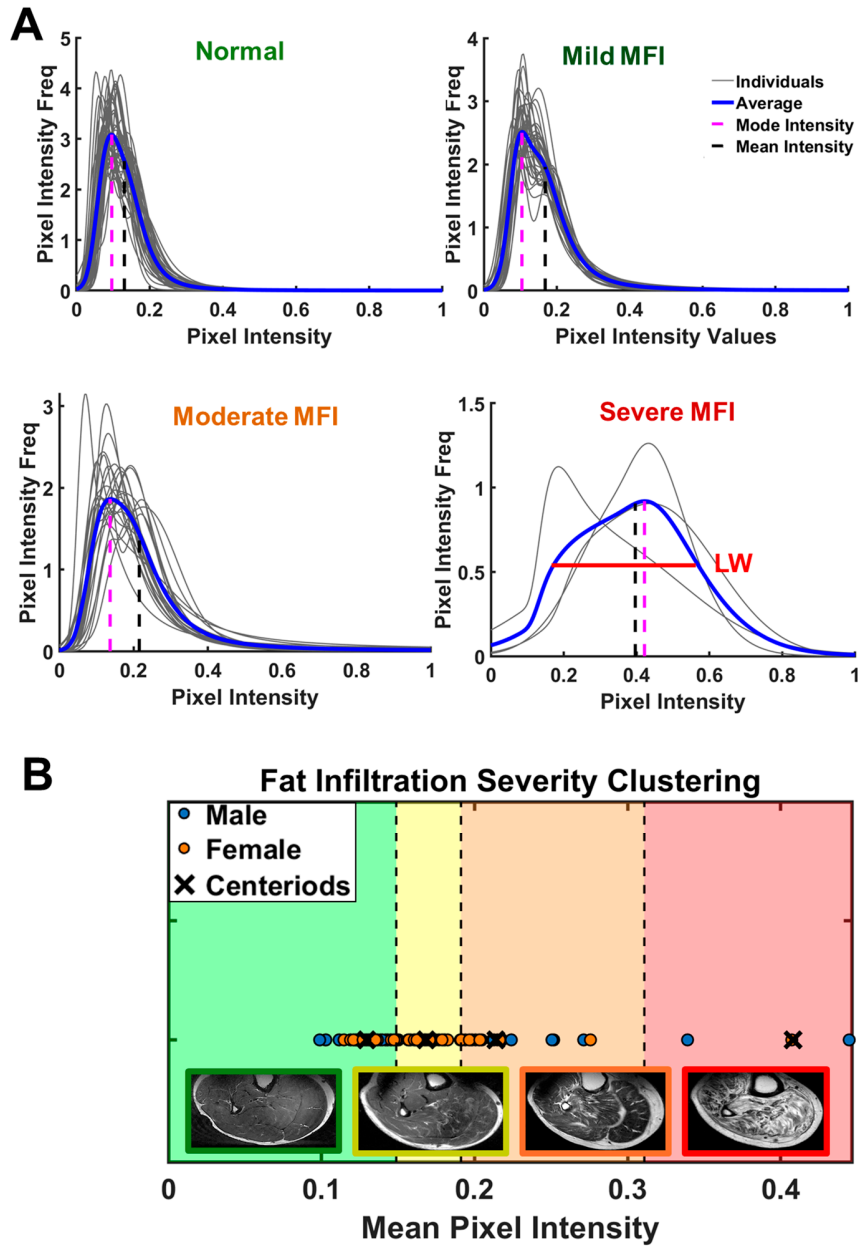 A
Normal
Pixel Intensity Freq
5
4
3
2
1
0
0 0.2 0.4 0.6 0.8 1
Pixel Intensity
Mild MFI
Pixel Intensity Freq
4
3
2
1
0
0 0.2 0.4 0.6 0.8 1
Pixel Intensity Values
Individuals
Average
Mode Intensity
Mean Intensity
Moderate MFI
Pixel Intensity Freq
3
2
1
0
0 0.2 0.4 0.6 0.8 1
Pixel Intensity
Severe MFI
Pixel Intensity Freq
1.5
1
0.5
0
LW
0 0.2 0.4 0.6 0.8 1
Pixel Intensity
B
Fat Infiltration Severity Clustering
Male
Female
Centeriods
0 0.1 0.2 0.3 0.4
Mean Pixel Intensity